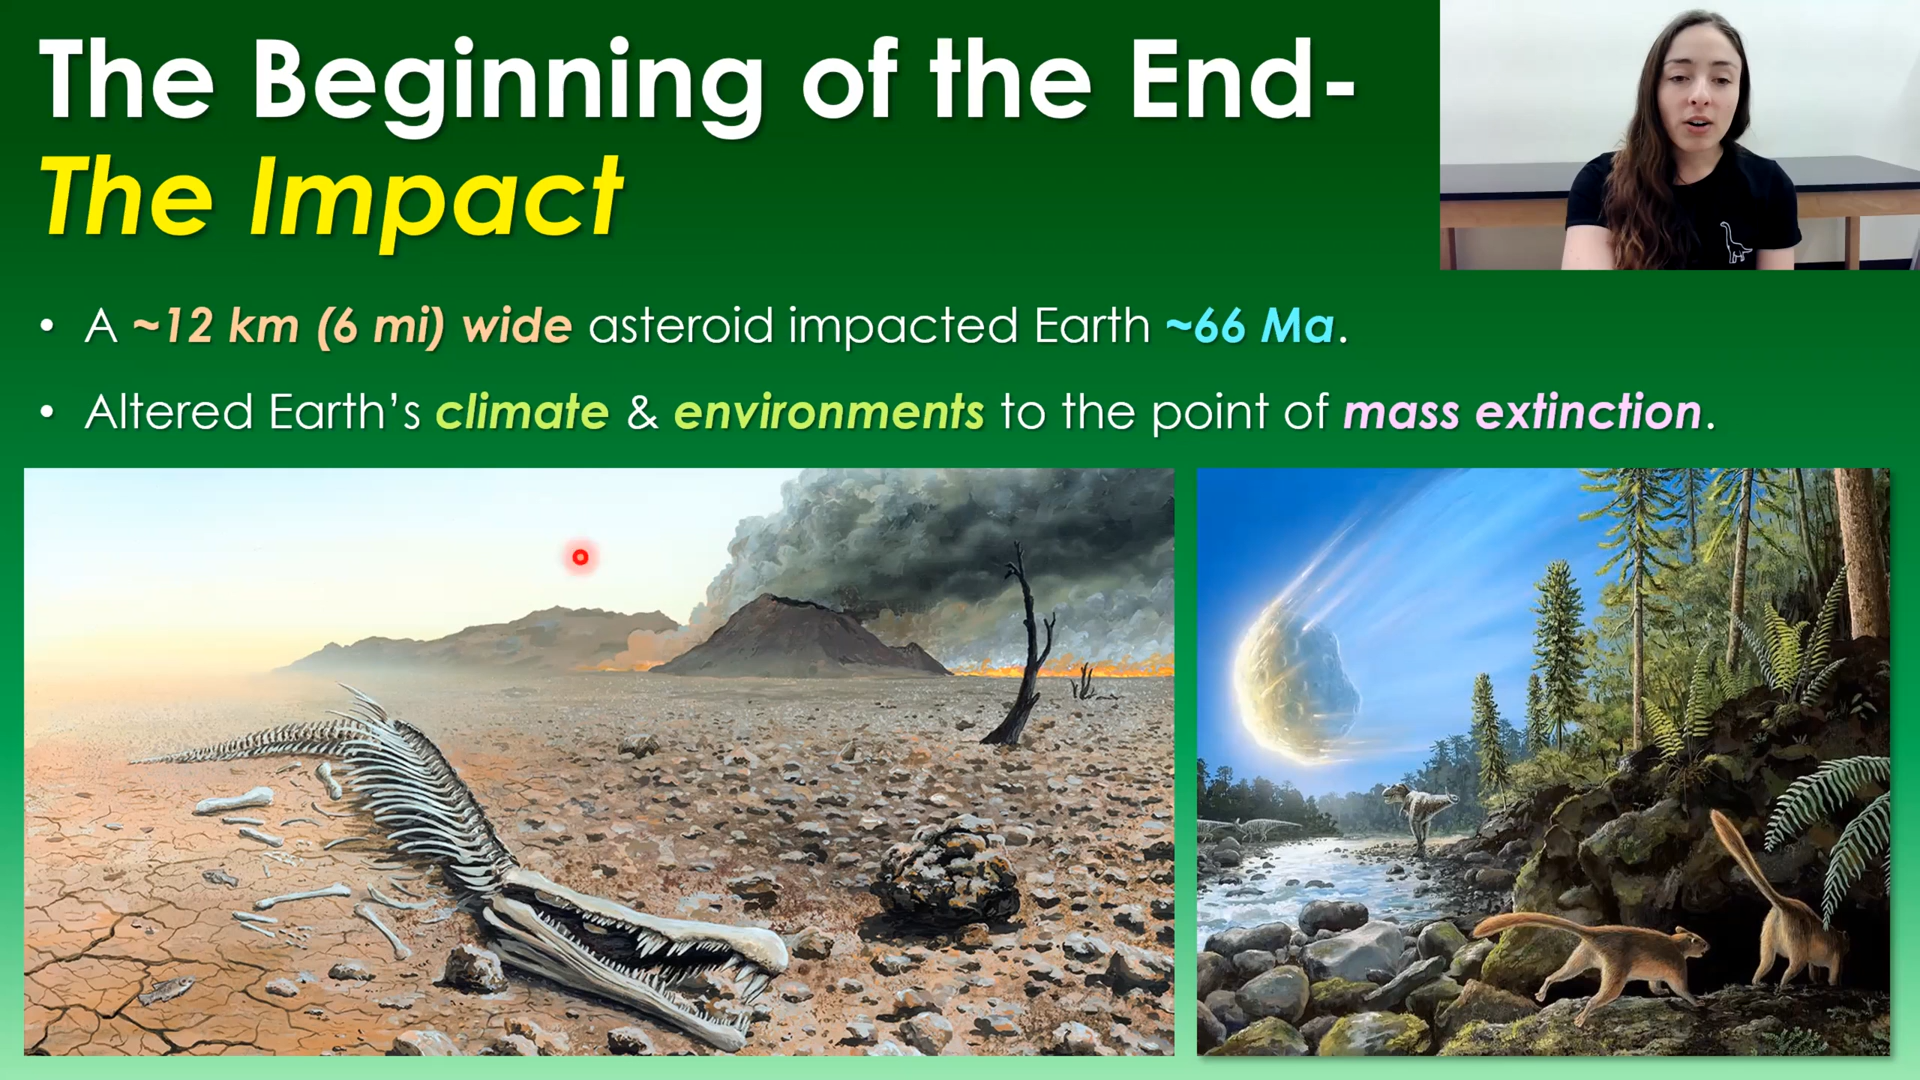 The Beginning of the End-
The Impact
• A ~12 km (6 mi) wide asteroid impacted Earth ~66 Ma.
• Altered Earth’s climate & environments to the point of mass extinction.